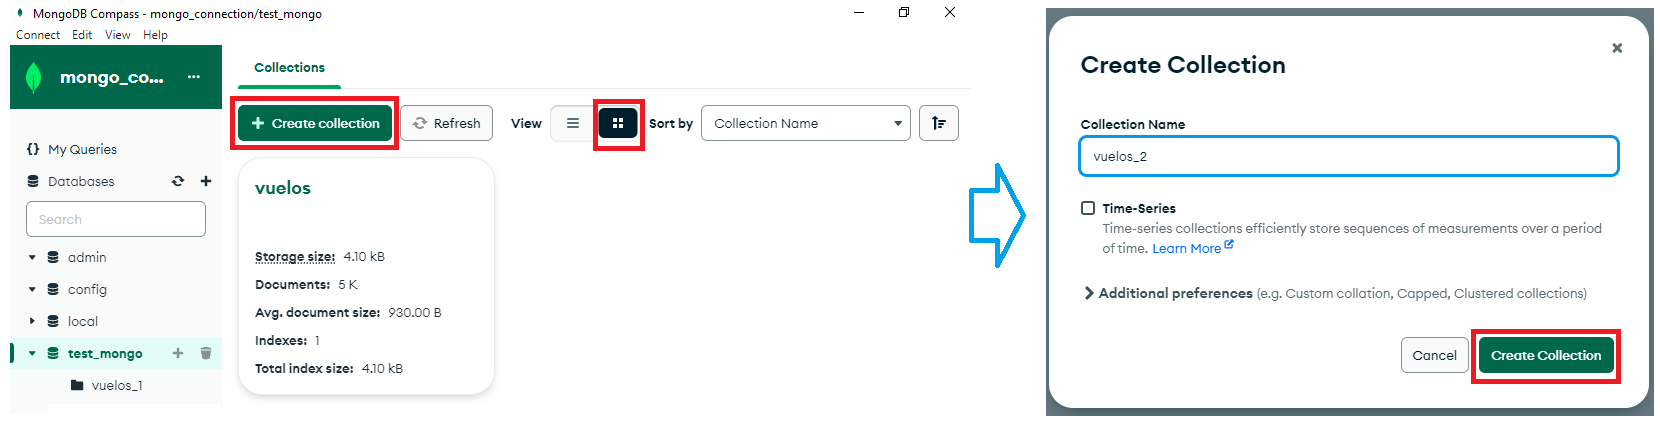 MongoDB Compass - mongo_connection/test_mongo
Connect Edit View Help
mongo_co... ...
Collections
+ Create collection
Refresh
View
Sort by
Collection Name
{} My Queries
Databases
Search
admin
config
local
test_mongo
vuelos_1
vuelos
Storage size: 4.10 kB
Documents: 5 K
Avg. document size: 930.00 B
Indexes: 1
Total index size: 4.10 kB
Create Collection
Collection Name
vuelos_2
Time-Series
Time-series collections efficiently store sequences of measurements over a period
of time. Learn More
Additional preferences (e.g. Custom collation, Capped, Clustered collections)
Cancel
Create Collection